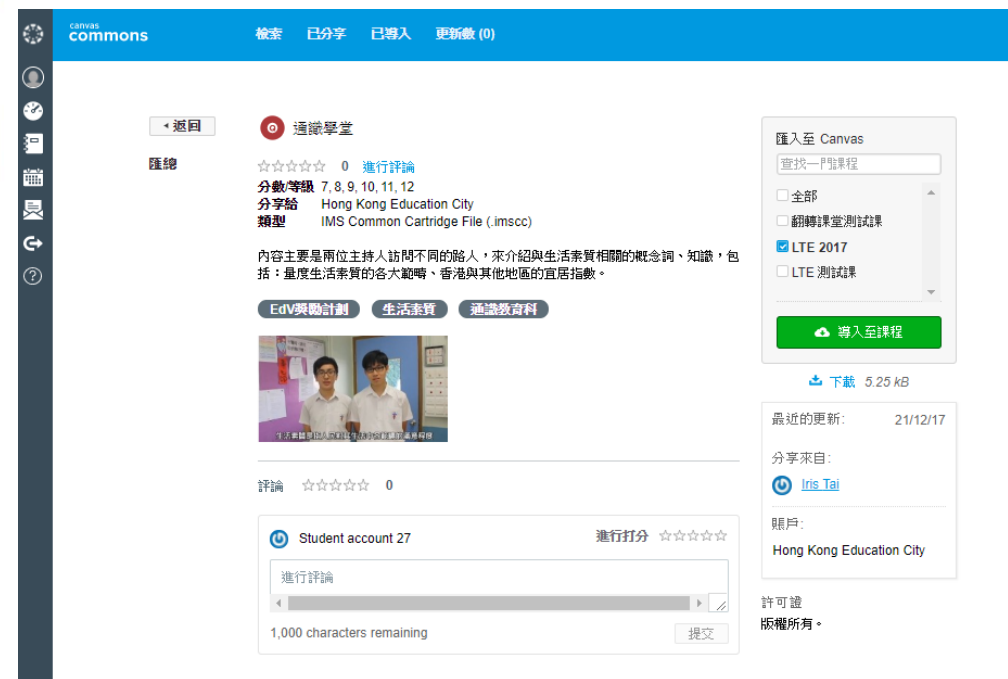 canvas
commons
檢索 已分享 已導入 更新數 (0)
返回
通識學堂
匯總
0 進行評論
分數/等級 7, 8, 9, 10, 11, 12
分享給 Hong Kong Education City
類型 IMS Common Cartridge File (.imscc)
內容主要是兩位主持人訪問不同的路人，來介紹與生活素質相關的概念詞、知識，包
括：量度生活素質的各大範疇、香港與其他地區的宜居指數。
EdV獎勵計劃 生活素質 通識教育科
評論 0
Student account 27 進行打分
進行評論
1,000 characters remaining 提交
匯入至 Canvas
查找一門課程
全部
翻轉課堂測試課
LTE 2017
LTE 測試課
導入至課程
下載 5.25 kB
最近的更新: 21/12/17
分享來自:
Iris Tai
賬戶:
Hong Kong Education City
許可證
版權所有。